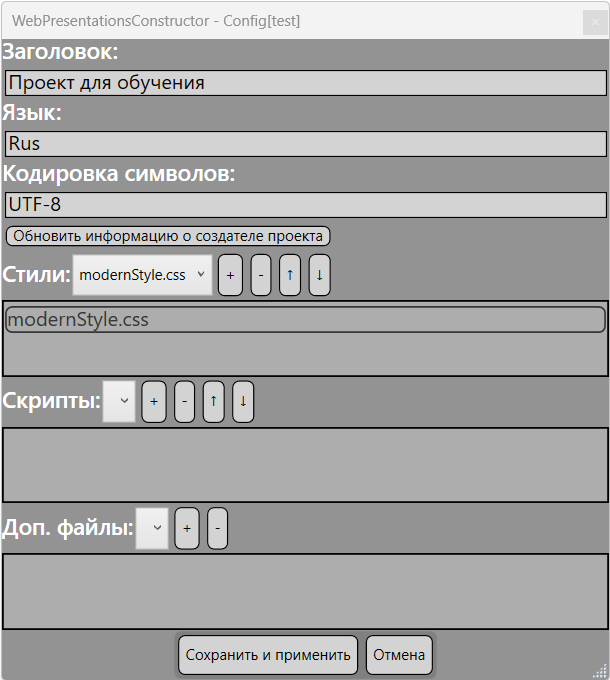 WebPresentationsConstructor - Config[test]
Заголовок:
Проект для обучения
Язык:
Rus
Кодировка символов:
UTF-8
Обновить информацию о создателе проекта
Стили: modernStyle.css + - ↑ ↓
modernStyle.css
Скрипты: + - ↑ ↓
Доп. файлы: + -
Сохранить и применить Отмена